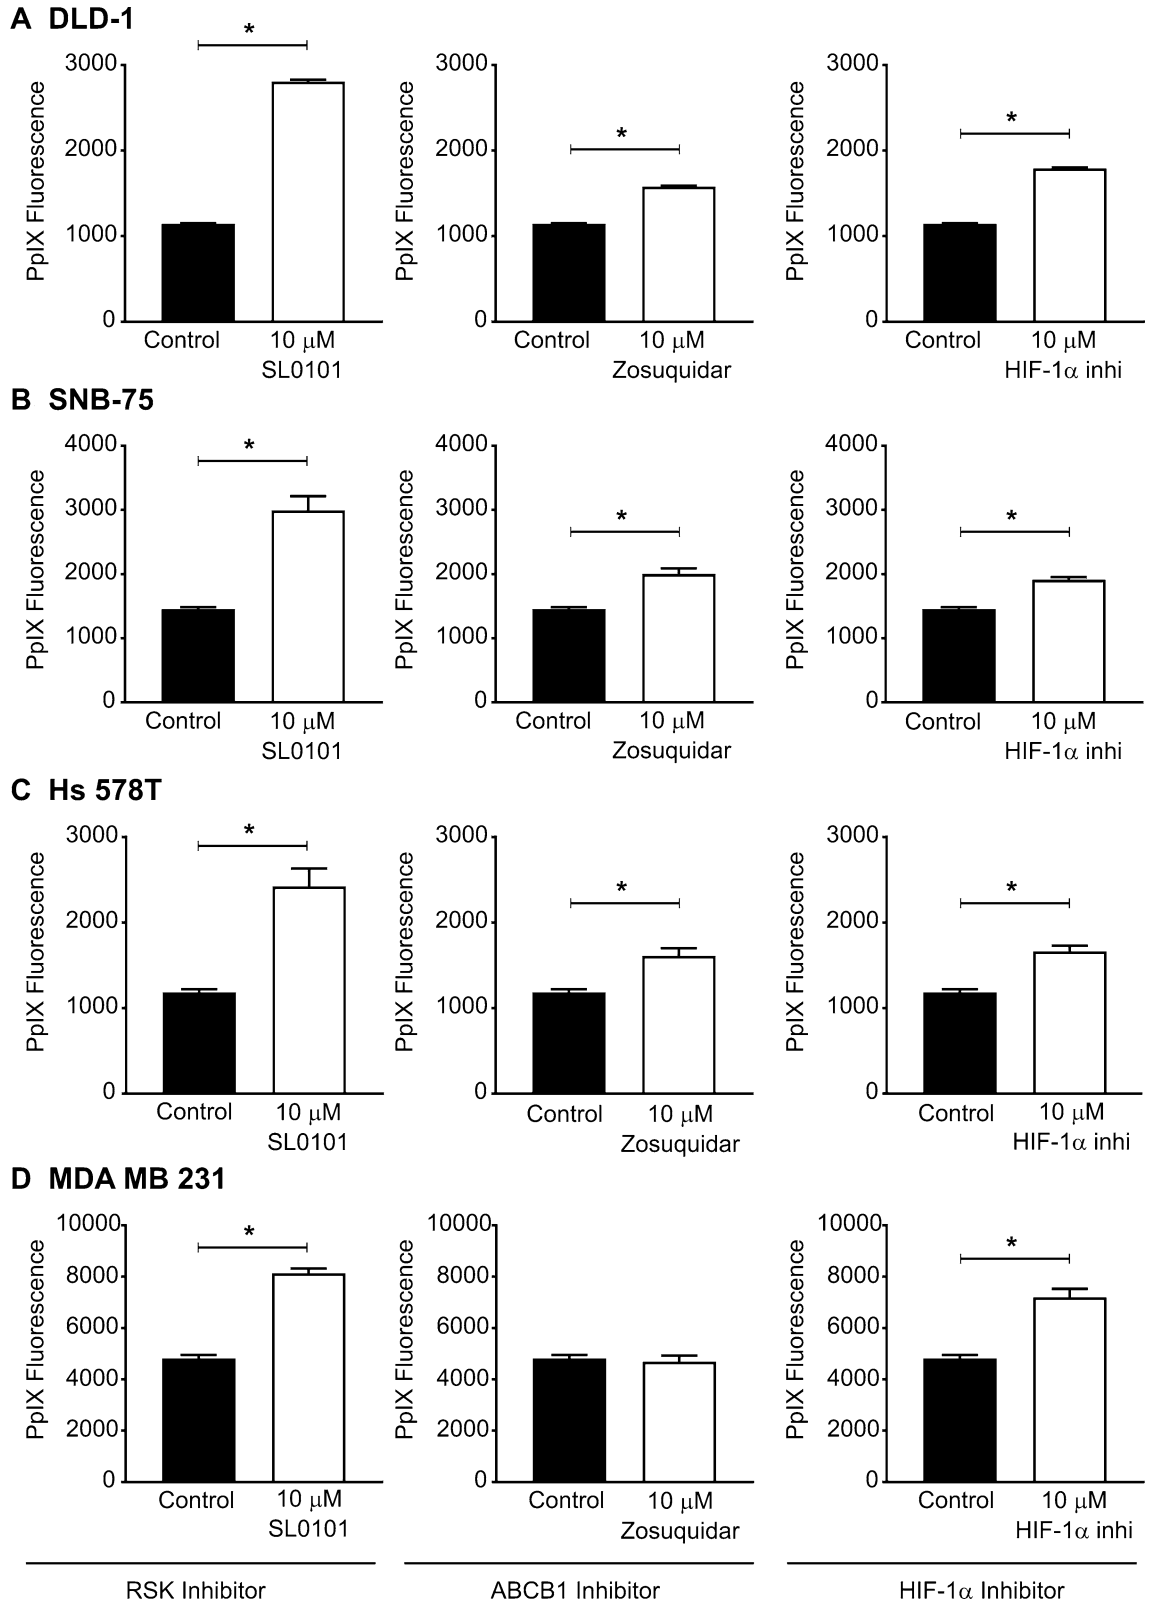 A DLD-1
* * *
3000 3000 3000
2000 2000 2000
1000 1000 1000
0 0 0
PpIX Fluorescence PpIX Fluorescence PpIX Fluorescence
Control 10 μM Control 10 μM Control 10 μM
SL0101 Zosuquidar HIF-1α inhi
B SNB-75
* * *
4000 4000 4000
3000 3000 3000
2000 2000 2000
1000 1000 1000
0 0 0
PpIX Fluorescence PpIX Fluorescence PpIX Fluorescence
Control 10 μM Control 10 μM Control 10 μM
SL0101 Zosuquidar HIF-1α inhi
C Hs 578T
* * *
3000 3000 3000
2000 2000 2000
1000 1000 1000
0 0 0
PpIX Fluorescence PpIX Fluorescence PpIX Fluorescence
Control 10 μM Control 10 μM Control 10 μM
SL0101 Zosuquidar HIF-1α inhi
D MDA MB 231
* *
10000 10000 10000
8000 8000 8000
6000 6000 6000
4000 4000 4000
2000 2000 2000
0 0 0
PpIX Fluorescence PpIX Fluorescence PpIX Fluorescence
Control 10 μM Control 10 μM Control 10 μM
SL0101 Zosuquidar HIF-1α inhi
RSK Inhibitor ABCB1 Inhibitor HIF-1α Inhibitor